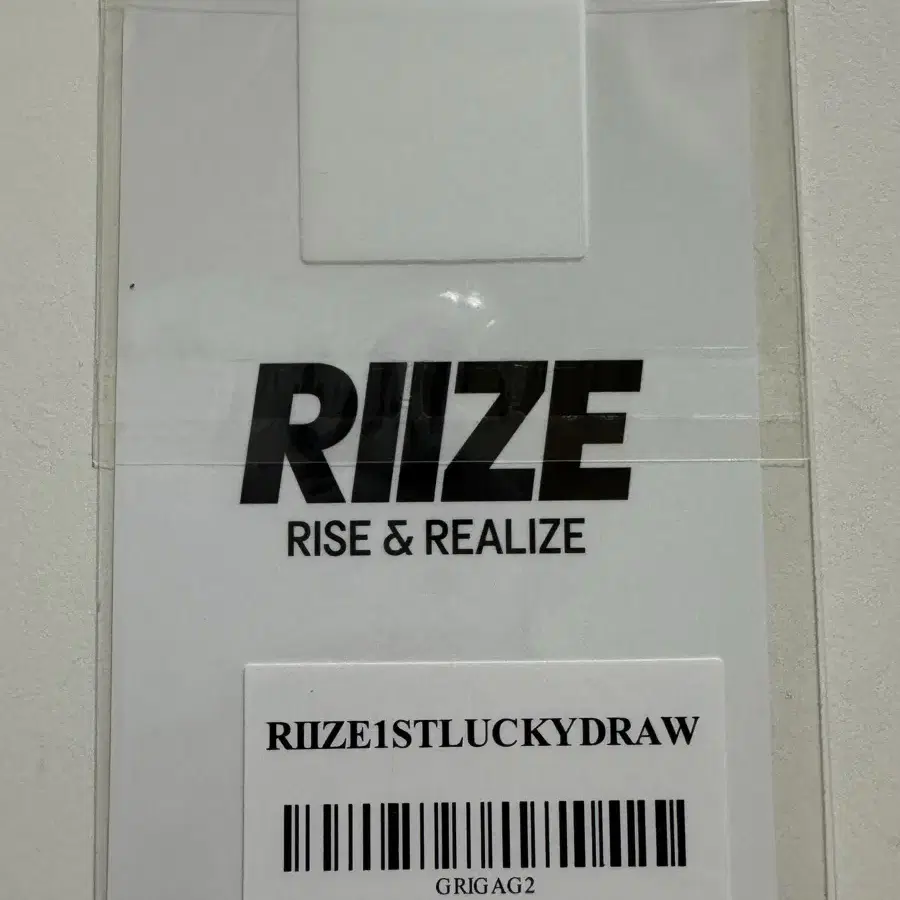 RIIZE
RISE & REALIZE
RIIZE1STLUCKYDRAW
GRIGAG2